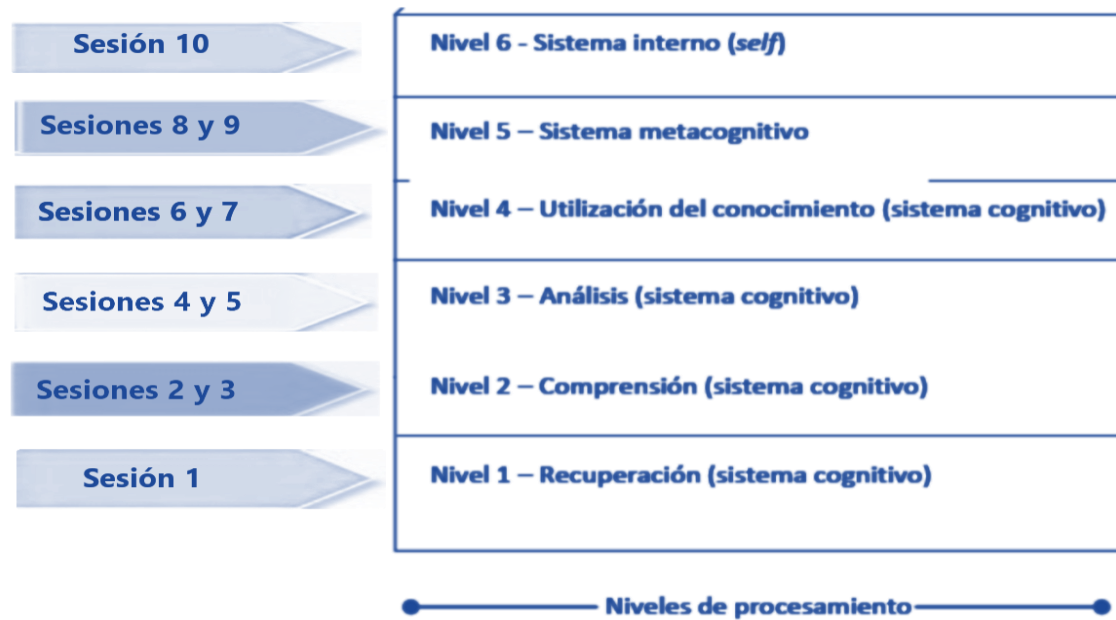 Sesión 10
Nivel 6 - Sistema interno (self)
Sesiones 8 y 9
Nivel 5 – Sistema metacognitivo
Sesiones 6 y 7
Nivel 4 – Utilización del conocimiento (sistema cognitivo)
Sesiones 4 y 5
Nivel 3 – Análisis (sistema cognitivo)
Sesiones 2 y 3
Nivel 2 – Comprensión (sistema cognitivo)
Sesión 1
Nivel 1 – Recuperación (sistema cognitivo)
Niveles de procesamiento